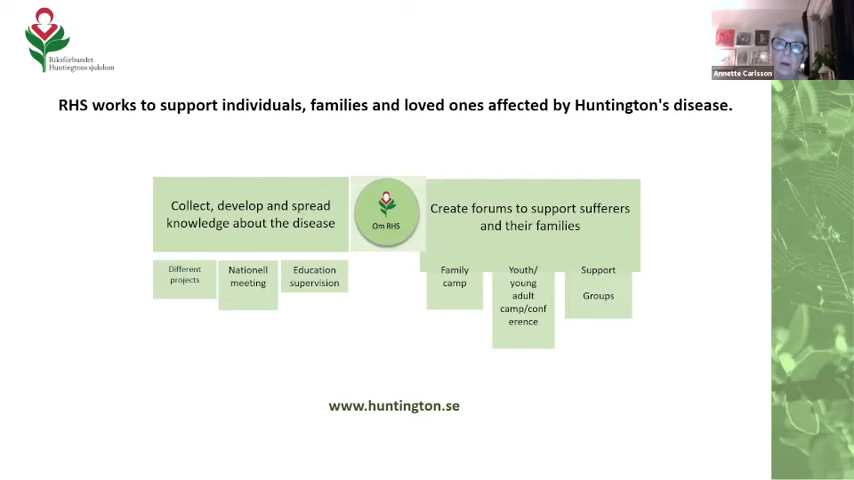 Riksförbundet
Huntingtons sjukdom
Annette Carlsson
RHS works to support individuals, families and loved ones affected by Huntington's disease.
Collect, develop and spread
knowledge about the disease
Om RHS
Create forums to support sufferers
and their families
Different
projects
Nationell
meeting
Education
supervision
Family
camp
Youth/
young
adult
camp/conf
erence
Support
Groups
www.huntington.se